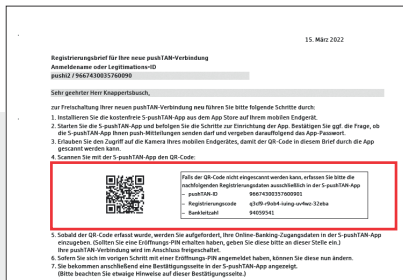 15. März 2022
Registrierungsbrief für Ihre neue pushTAN-Verbindung
Anmeldename oder Legitimations-ID
pushi2 / 9667430357600 90
Sehr geehrter Herr Knappertsbusch,
zur Freischaltung Ihrer neuen pushTAN-Verbindung neu führen Sie bitte folgende Schritte durch:
1. Installieren Sie die kostenfreie S-pushTAN-App aus dem App Store auf Ihrem mobilen Endgerät.
2. Starten Sie die S-pushTAN-App und befolgen Sie die Schritte zur Einrichtung der App. Bestätigen Sie ggf. die Frage, ob
die S-pushTAN-App Ihnen push-Mitteilungen senden darf und vergeben darauffolgend das App-Passwort.
3. Erlauben Sie den Zugriff auf die Kamera Ihres mobilen Endgerätes, damit der QR-Code in diesem Brief durch die App
gescannt werden kann.
4. Scannen Sie mit der S-pushTAN-App den QR-Code:
Falls der QR-Code nicht eingescannt werden kann, erfassen Sie bitte die
nachfolgenden Registrierungsdaten ausschließlich in der S-pushTAN-App
– pushTAN-ID 96674300357600901
– Registrierungscode q3cf9-r9ob4-iuing-uvfwz-32eba
– Bankleitzahl 94059541
5. Sobald der QR-Code erfasst wurde, werden Sie aufgefordert, Ihre Online-Banking-Zugangsdaten in der S-pushTAN-App
einzugeben. (Sollten Sie eine Eröffnungs-PIN erhalten haben, geben Sie diese bitte an dieser Stelle ein.)
Ihre pushTAN-Verbindung wird im Anschluss freigeschaltet.
6. Sofern Sie sich im vorigen Schritt mit einer Eröffnungs-PIN angemeldet haben, können Sie diese nun ändern.
7. Sie bekommen anschließend eine Bestätigungsseite in der S-pushTAN-App angezeigt.
(Bitte beachten Sie etwaige Hinweise auf dieser Bestätigungsseite.)